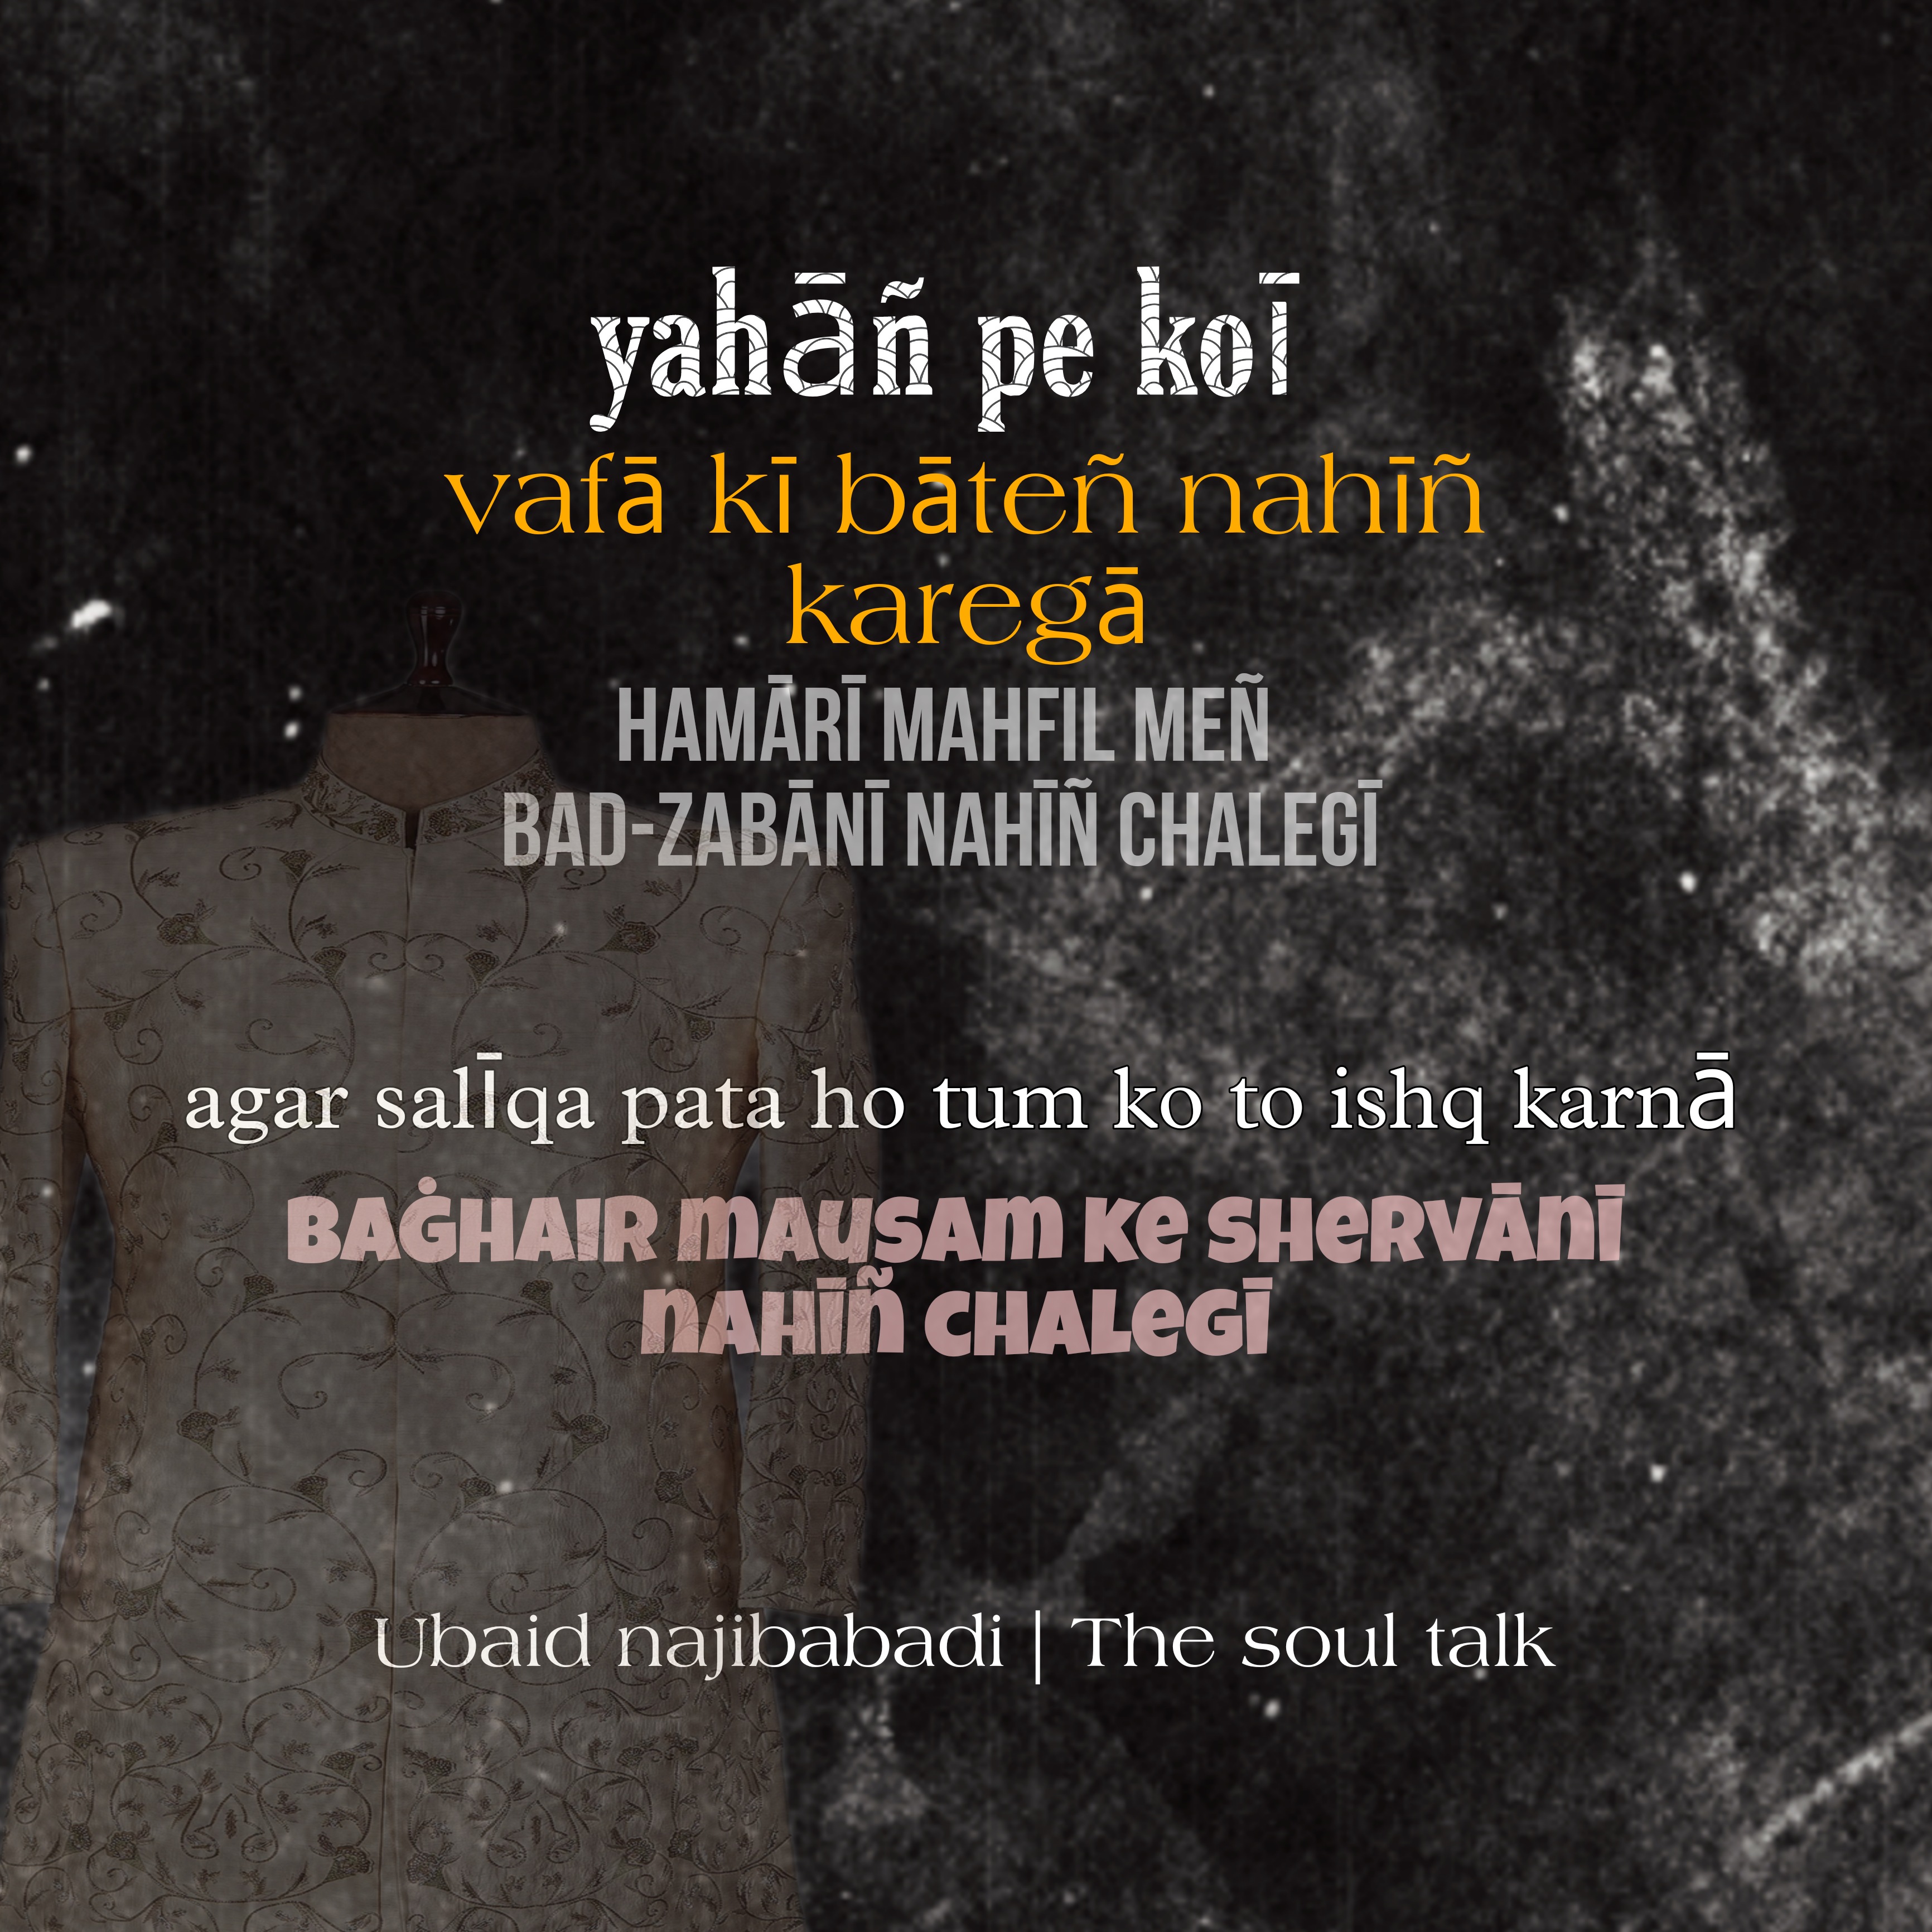 yahāñ pe koī
vafā kī bāteñ nahīñ
karegā
HAMĀRĪ MAHFIL MEÑ
BAD-ZABĀNĪ NAHĪÑ CHALEGĪ
agar salīqa pata ho tum ko to ishq karnā
BAĠHAIR MAUSAM KE SHERVĀNĪ
NAHĪÑ CHALEGĪ
Ubaid najibabadi | The soul talk